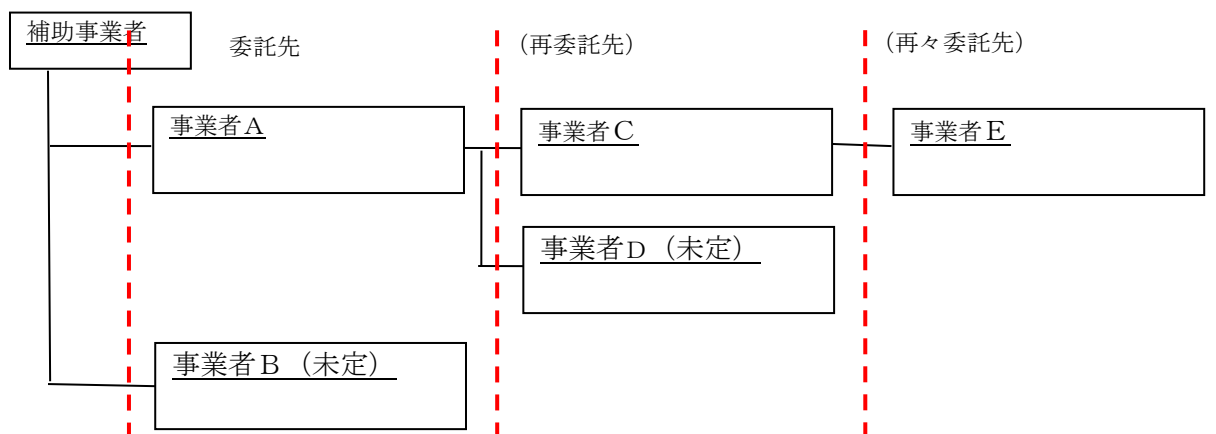 補助事業者
委託先
（再委託先）
（再々委託先）
事業者A
事業者C
事業者E
事業者D（未定）
事業者B（未定）